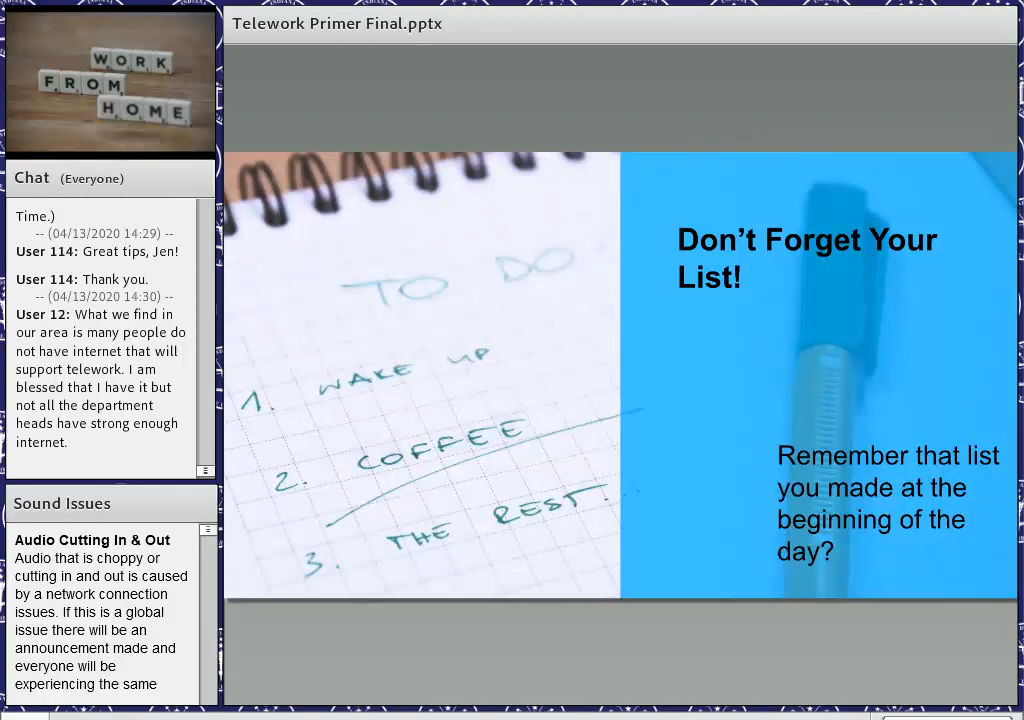 Telework Primer Final.pptx
WORK
FROM
HOME
Chat (Everyone)
Time.)
-- (04/13/2020 14:29) --
User 114: Great tips, Jen!
User 114: Thank you.
-- (04/13/2020 14:30) --
User 12: What we find in
our area is many people do
not have internet that will
support telework. I am
blessed that I have it but
not all the department
heads have strong enough
internet.
Sound Issues
Audio Cutting In & Out
Audio that is choppy or
cutting in and out is caused
by a network connection
issues. If this is a global
issue there will be an
announcement made and
everyone will be
experiencing the same
TO DO
1. WAKE UP
2. COFFEE
3. THE REST...
Don’t Forget Your
List!
Remember that list
you made at the
beginning of the
day?